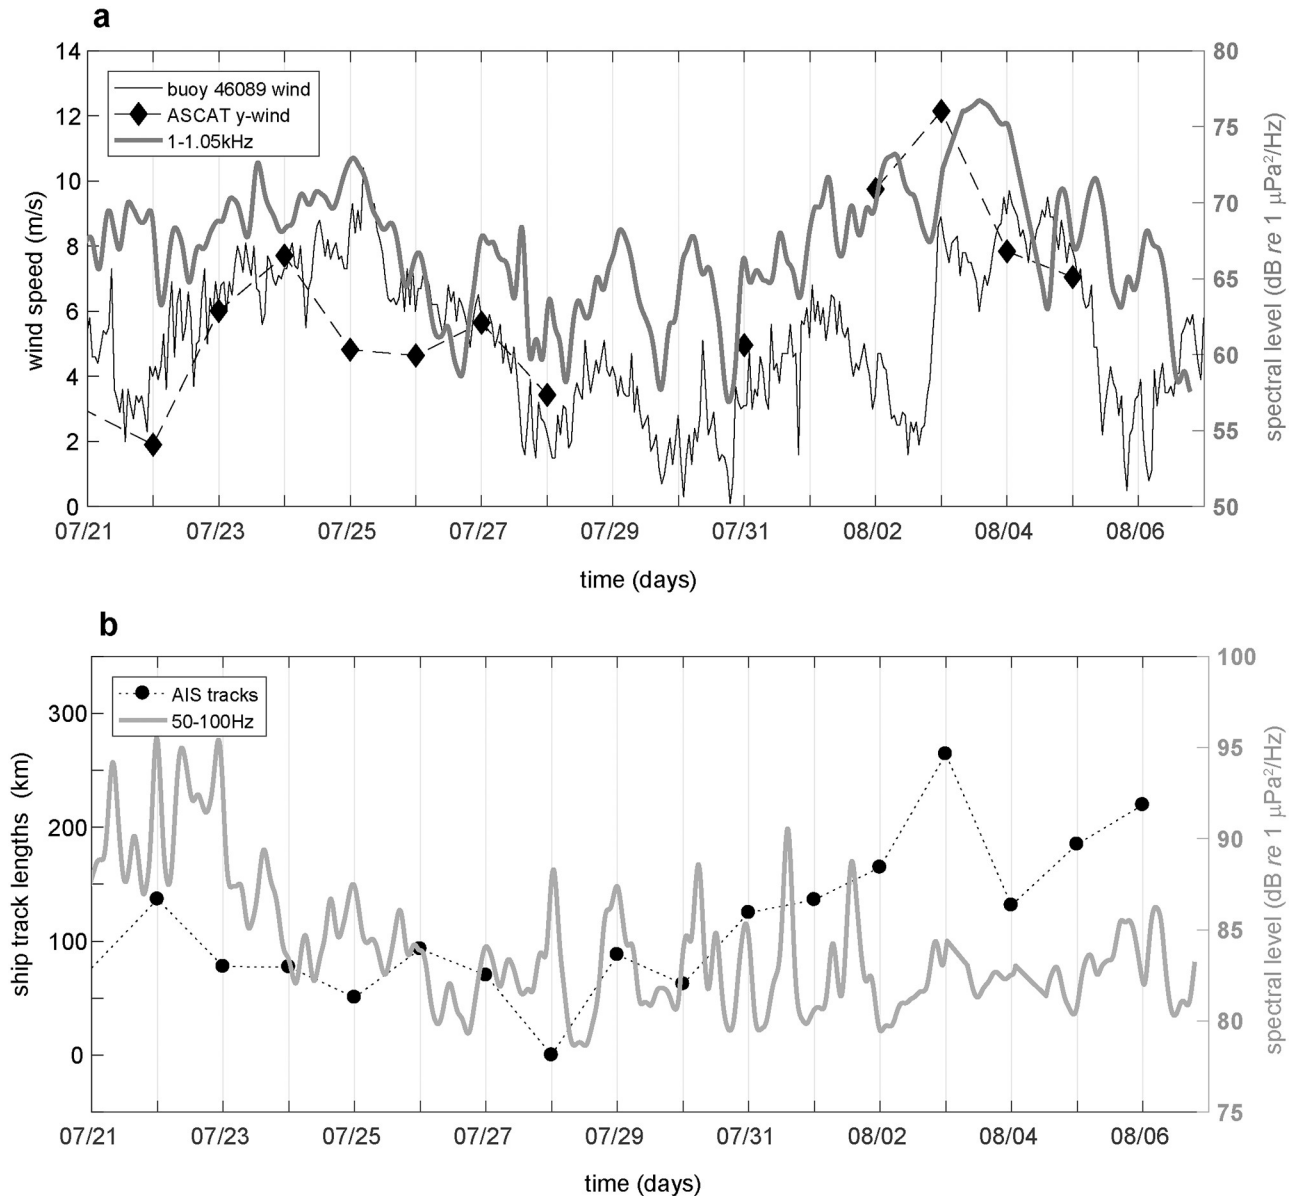 a
14
12
10
8
6
4
2
0
wind speed (m/s)
buoy 46089 wind
ASCAT y-wind
1-1.05kHz
80
75
70
65
60
55
50
spectral level (dB re 1 µPa²/Hz)
07/21 07/23 07/25 07/27 07/29 07/31 08/02 08/04 08/06
time (days)
b
300
200
100
0
ship track lengths (km)
AIS tracks
50-100Hz
100
95
90
85
80
75
spectral level (dB re 1 µPa²/Hz)
07/21 07/23 07/25 07/27 07/29 07/31 08/02 08/04 08/06
time (days)